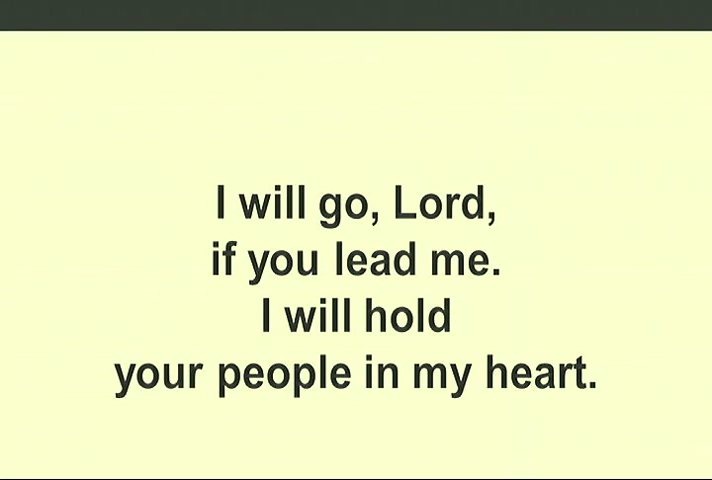 I will go, Lord,
if you lead me.
I will hold
your people in my heart.